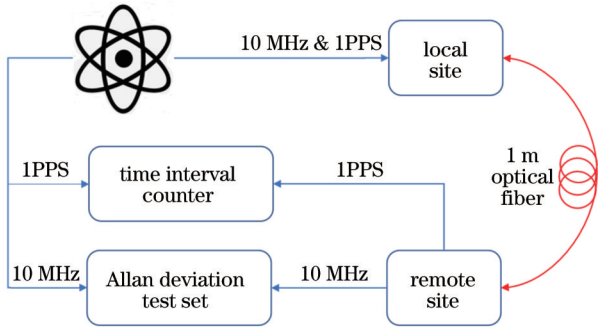 10 MHz & 1PPS
local
site
1PPS
time interval
counter
1PPS
1 m
optical
fiber
10 MHz
Allan deviation
test set
10 MHz
remote
site